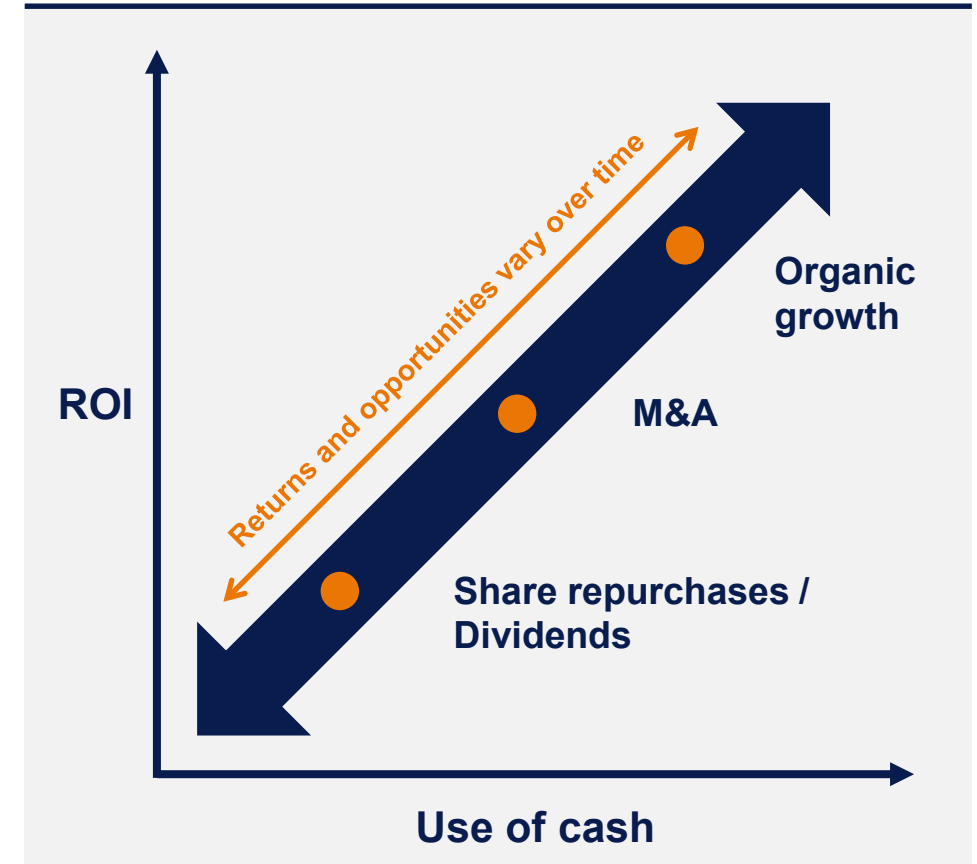 Returns and opportunities vary over time
Organic
growth
ROI
M&A
Share repurchases /
Dividends
Use of cash